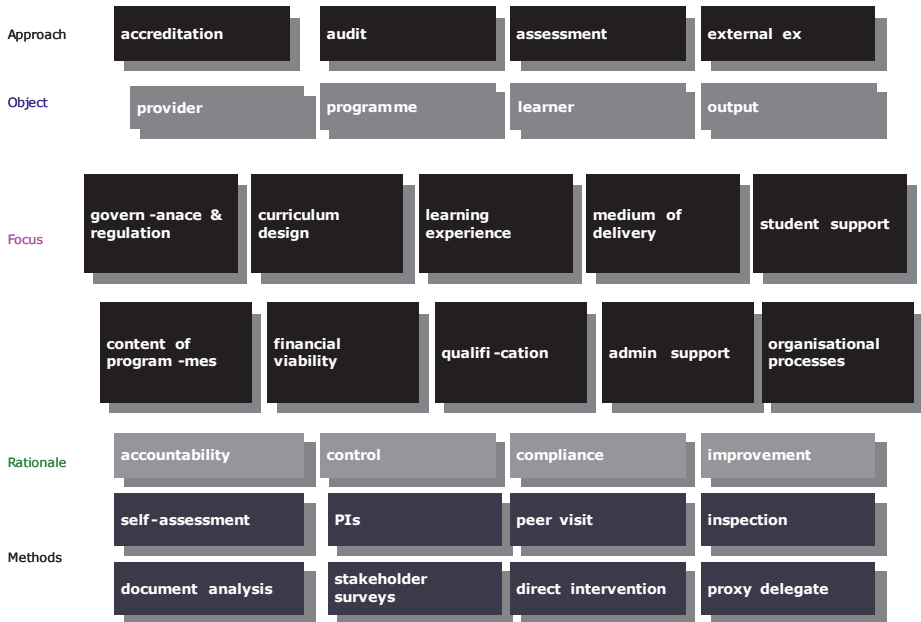 Approach
accreditation
audit
assessment
external ex
Object
provider
programme
learner
output
Focus
govern-anace &
regulation
curriculum
design
learning
experience
medium of
delivery
student support
content of
program-mes
financial
viability
qualifi-cation
admin support
organisational
processes
Rationale
accountability
control
compliance
improvement
Methods
self-assessment
PIs
peer visit
inspection
document analysis
stakeholder
surveys
direct intervention
proxy delegate